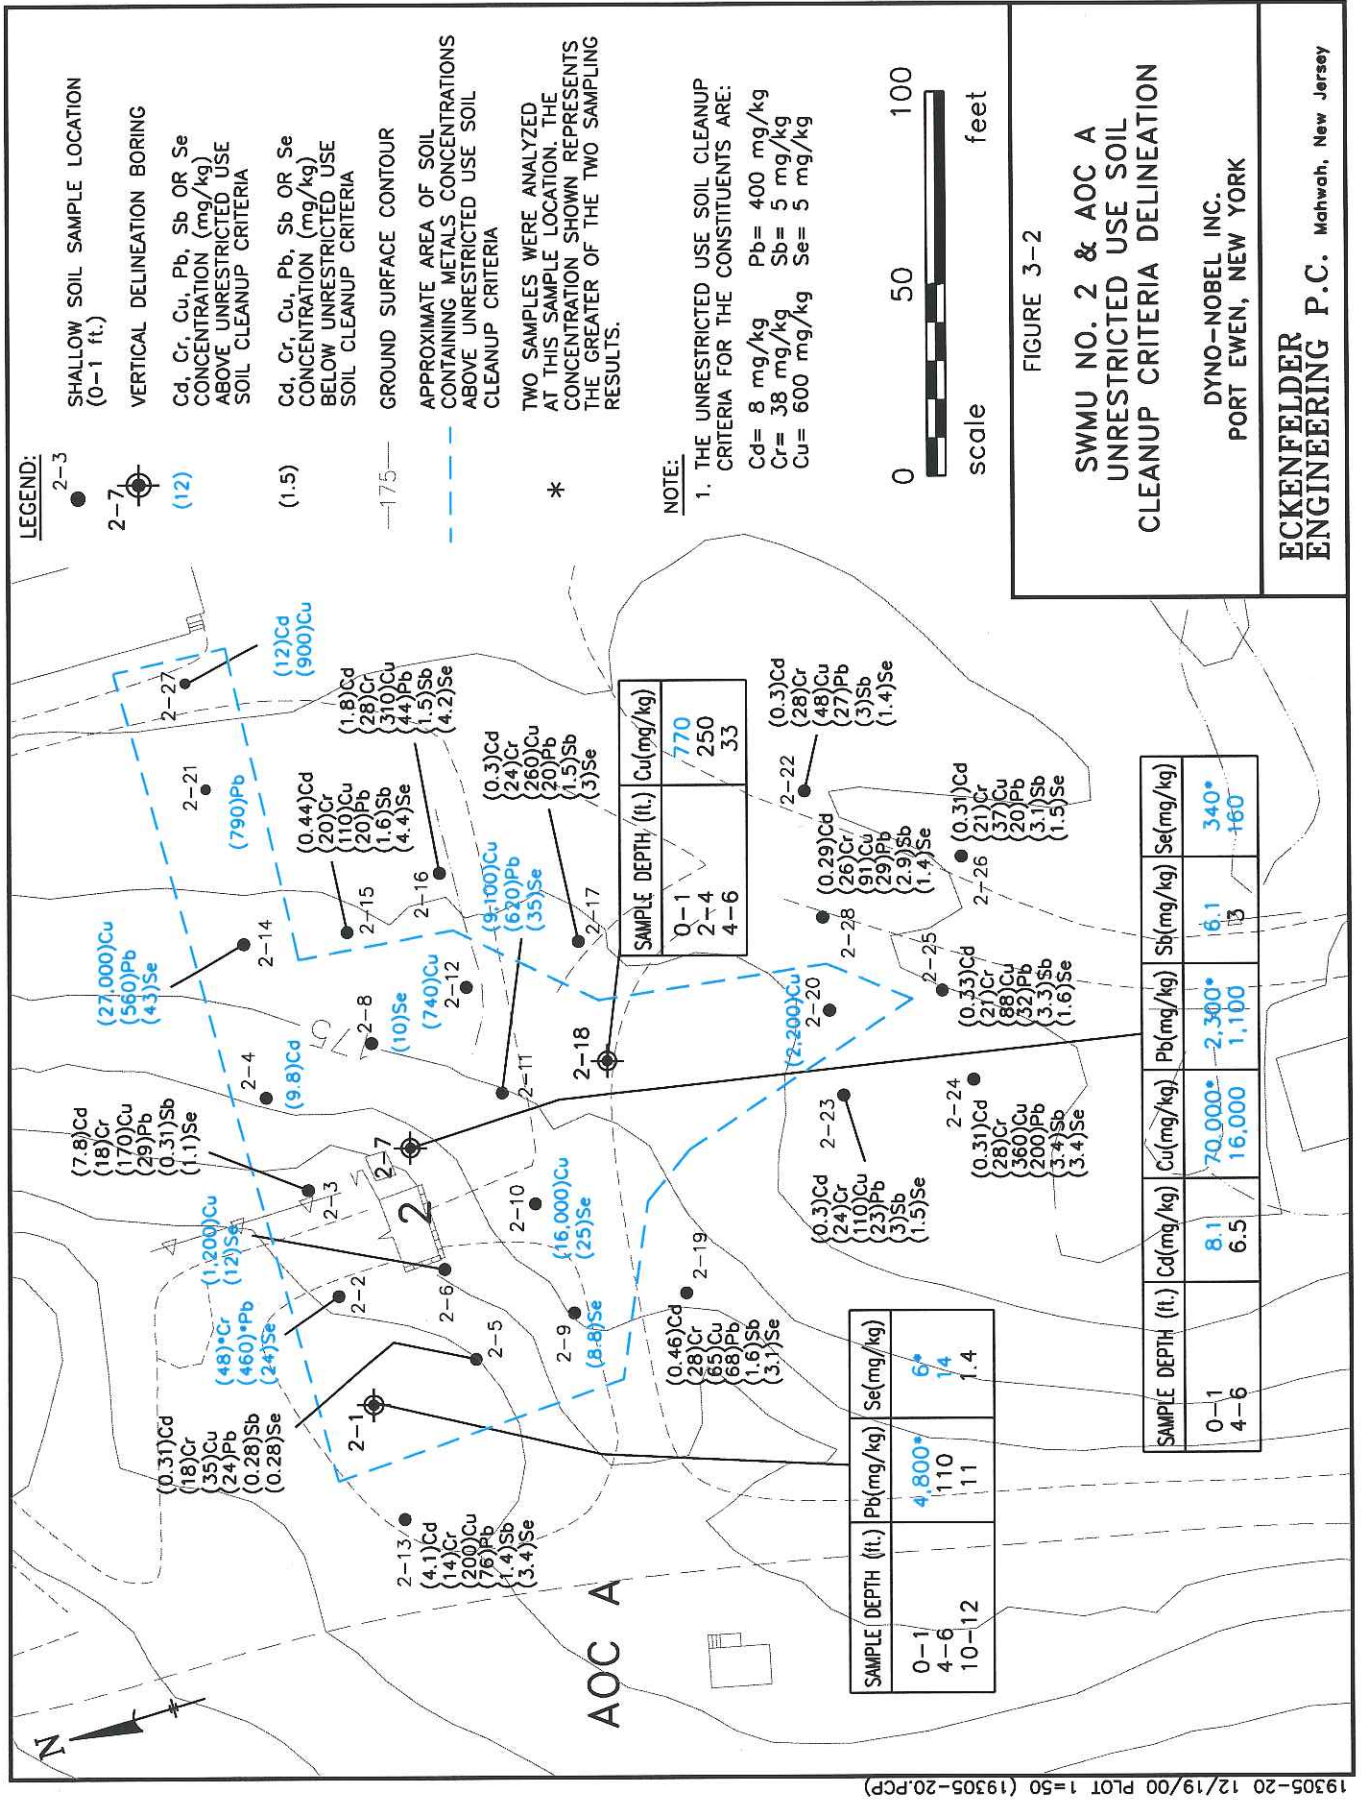 LEGEND:
2-3
SHALLOW SOIL SAMPLE LOCATION
(0-1 ft.)
2-7
VERTICAL DELINEATION BORING
(12)
Cd, Cr, Cu, Pb, Sb OR Se
CONCENTRATION (mg/kg)
ABOVE UNRESTRICTED USE
SOIL CLEANUP CRITERIA
(1.5)
Cd, Cr, Cu, Pb, Sb OR Se
CONCENTRATION (mg/kg)
BELOW UNRESTRICTED USE
SOIL CLEANUP CRITERIA
175
GROUND SURFACE CONTOUR
APPROXIMATE AREA OF SOIL
CONTAINING METALS CONCENTRATIONS
ABOVE UNRESTRICTED USE SOIL
CLEANUP CRITERIA
*
TWO SAMPLES WERE ANALYZED
AT THIS SAMPLE LOCATION. THE
CONCENTRATION SHOWN REPRESENTS
THE GREATER OF THE TWO SAMPLING
RESULTS.
NOTE:
1. THE UNRESTRICTED USE SOIL CLEANUP
CRITERIA FOR THE CONSTITUENTS ARE:
Cd= 8 mg/kg Pb= 400 mg/kg
Cr= 38 mg/kg Sb= 5 mg/kg
Cu= 600 mg/kg Se= 5 mg/kg
0 50 100
scale feet
FIGURE 3-2
SWMU NO. 2 & AOC A
UNRESTRICTED USE SOIL
CLEANUP CRITERIA DELINEATION
DYNO-NOBEL INC.
PORT EWEN, NEW YORK
ECKENFELDER
ENGINEERING P.C. Mahwah, New Jersey
N
AOC A
2
775
2-13
(4.1)Cd
(14)Cr
(200)Cu
(76)Pb
(1.4)Sb
(3.4)Se
2-1
SAMPLE DEPTH (ft.) Pb(mg/kg) Se(mg/kg)
0-1 4,800* 6*
4-6 110 14
10-12 11 1.4
2-5
(0.31)Cd
(18)Cr
(35)Cu
(24)Pb
(0.28)Sb
(0.28)Se
2-2
(48)*Cr
(460)*Pb
(24)Se
2-6
(1,200)Cu
(12)Se
2-3
(7.8)Cd
(18)Cr
(170)Cu
(29)Pb
(0.31)Sb
(1.1)Se
2-9
(8.8)Se
2-10
(16,000)Cu
(25)Se
2-19
(0.46)Cd
(28)Cr
(65)Cu
(68)Pb
(1.6)Sb
(3.1)Se
2-7
SAMPLE DEPTH (ft.) Cd(mg/kg) Cu(mg/kg) Pb(mg/kg) Sb(mg/kg) Se(mg/kg)
0-1 8.1 70,000* 2,300* 6.1 340*
4-6 6.5 16,000 1,100 3 160
2-4
(9.8)Cd
2-8
(10)Se
2-14
(27,000)Cu
(560)Pb
(43)Se
2-12
(740)Cu
2-11
(9,100)Cu
(620)Pb
(35)Se
2-18
SAMPLE DEPTH (ft.) Cu(mg/kg)
0-1 770
2-4 250
4-6 33
2-15
(0.44)Cd
(20)Cr
(110)Cu
(20)Pb
(1.6)Sb
(4.4)Se
2-16
(1.8)Cd
(28)Cr
(310)Cu
(44)Pb
(1.5)Sb
(4.2)Se
2-17
(0.3)Cd
(24)Cr
(260)Cu
(20)Pb
(1.5)Sb
(3)Se
2-21
(790)Pb
2-27
(12)Cd
(900)Cu
2-20
(2,200)Cu
2-22
(0.3)Cd
(28)Cr
(48)Cu
(27)Pb
(3)Sb
(1.4)Se
2-28
(0.29)Cd
(26)Cr
(91)Cu
(29)Pb
(2.9)Sb
(1.4)Se
2-26
(0.31)Cd
(21)Cr
(37)Cu
(20)Pb
(3.1)Sb
(1.5)Se
2-25
(0.33)Cd
(21)Cr
(88)Cu
(32)Pb
(3.3)Sb
(1.6)Se
2-23
(0.3)Cd
(24)Cr
(110)Cu
(23)Pb
(3)Sb
(1.5)Se
2-24
(0.31)Cd
(28)Cr
(360)Cu
(200)Pb
(3.4)Sb
(3.4)Se
19305-20 12/19/00 PLOT 1=50 (19305-20.PCP)